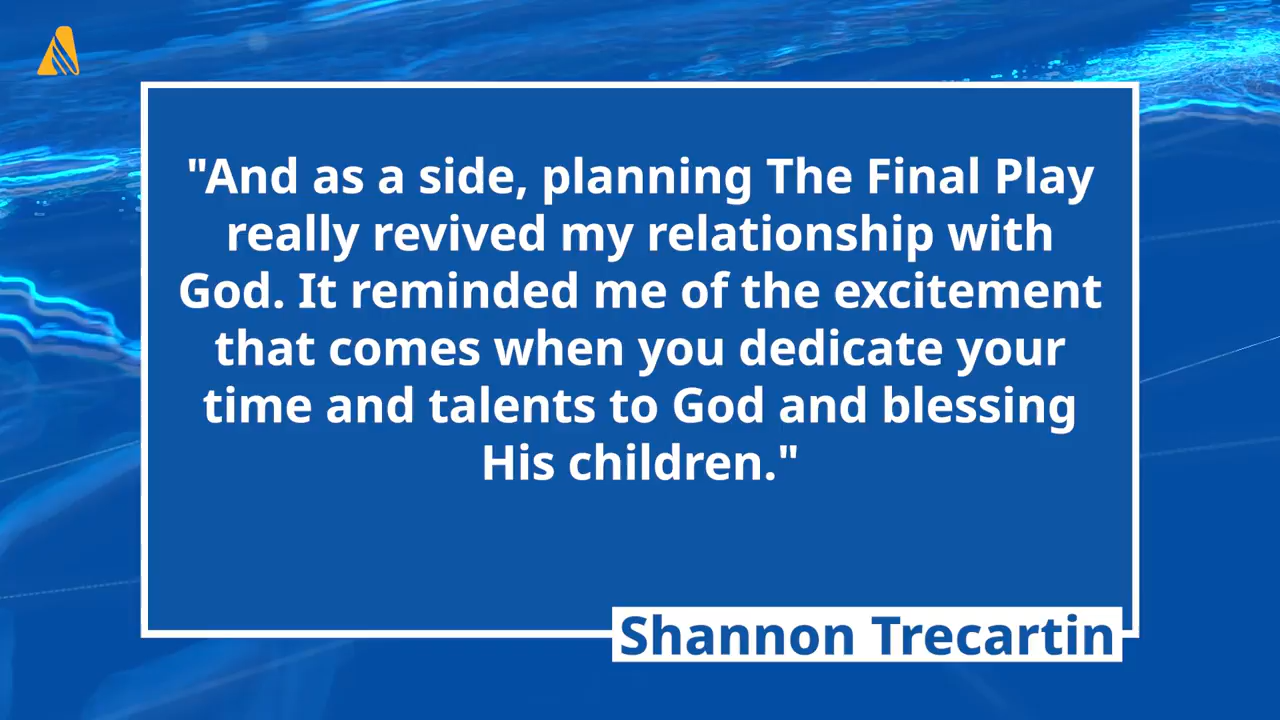 "And as a side, planning The Final Play
really revived my relationship with
God. It reminded me of the excitement
that comes when you dedicate your
time and talents to God and blessing
His children."
Shannon Trecartin